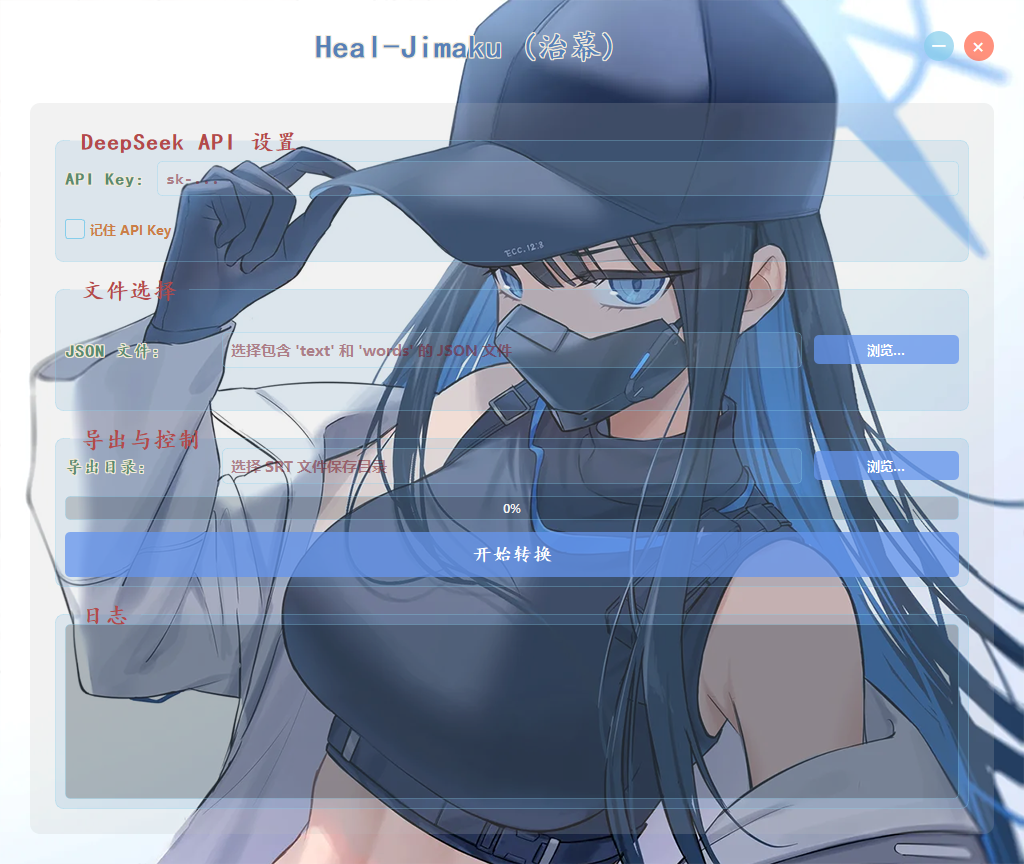 Heal-Jimaku (治幕)
DeepSeek API 设置
API Key: sk-...
记住 API Key
文件选择
JSON 文件: 选择包含 'text' 和 'words' 的 JSON 文件 浏览...
导出与控制
导出目录: 选择 SRT 文件保存目录 浏览...
0%
开始转换
日志